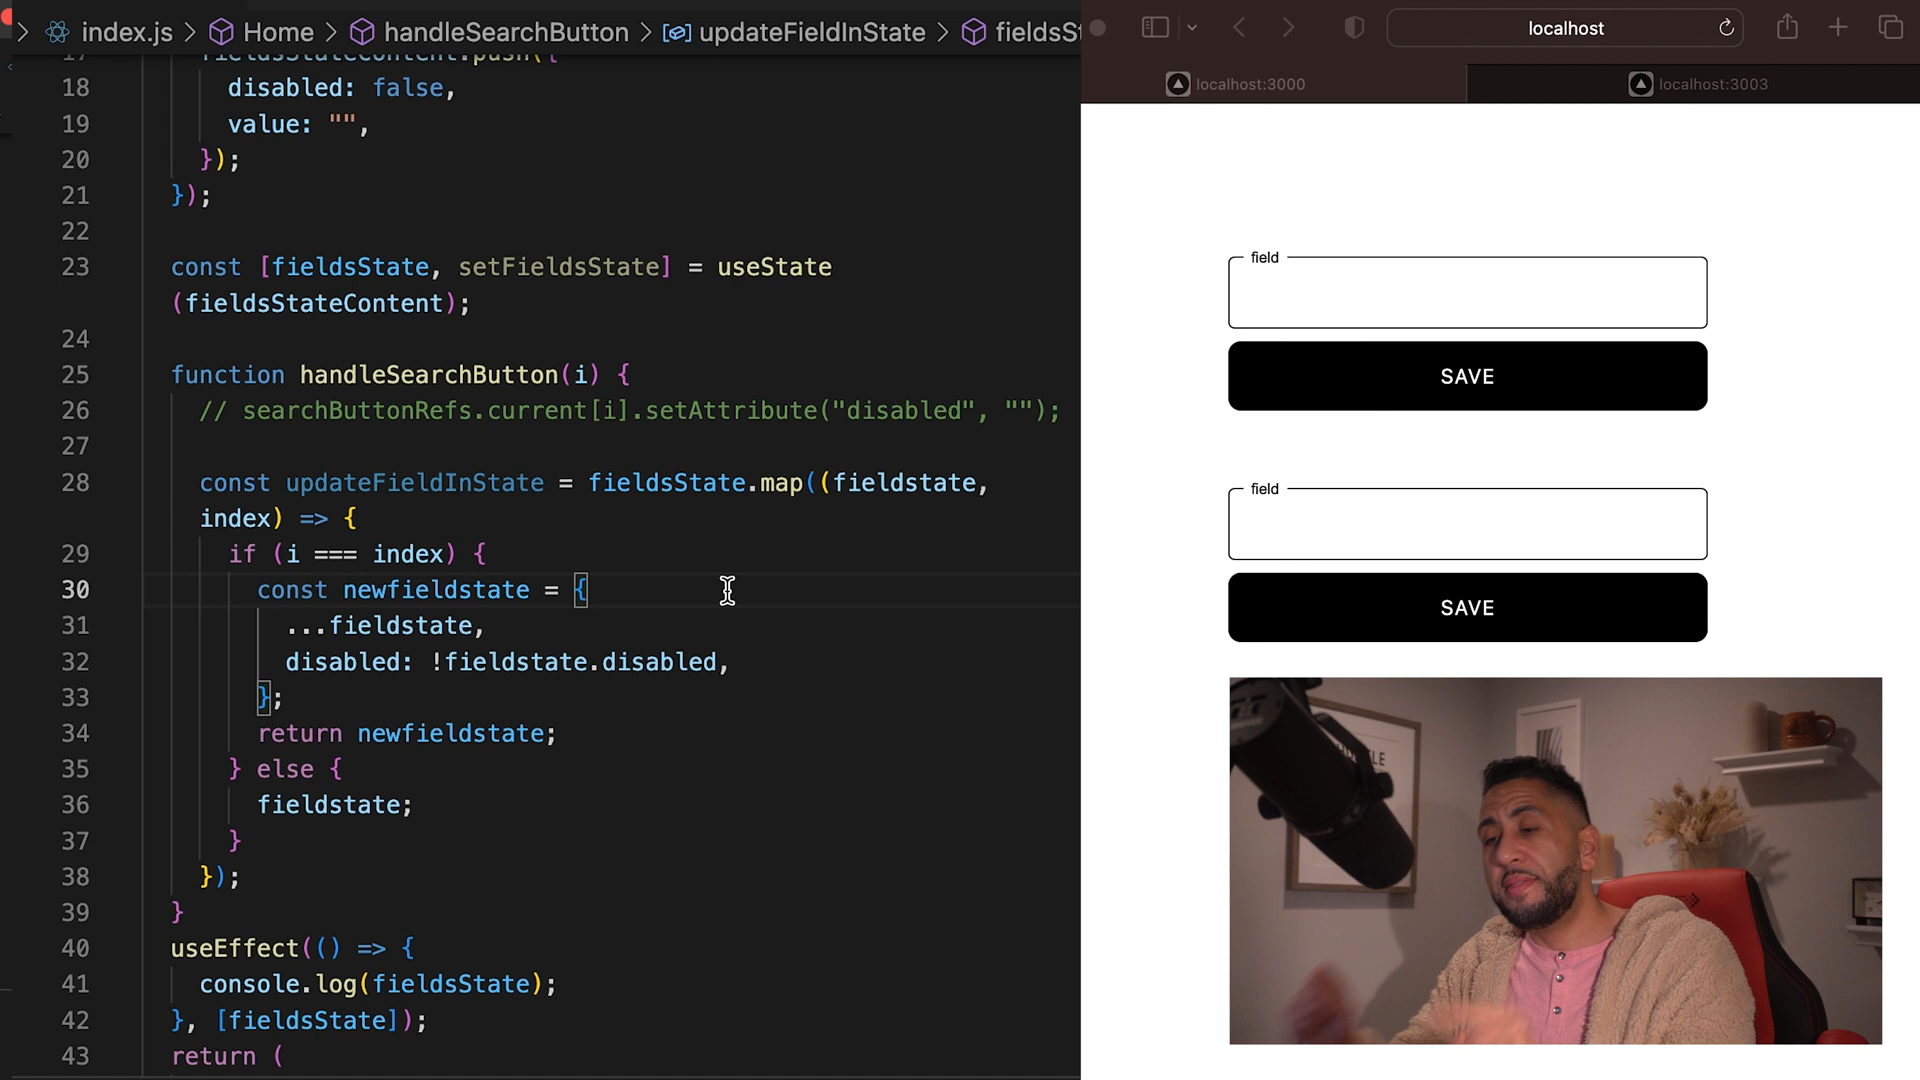 index.js > Home > handleSearchButton > updateFieldInState > fieldsSt
17 fieldsStateContent.push({
18 disabled: false,
19 value: "",
20 });
21 });
22
23 const [fieldsState, setFieldsState] = useState
(fieldsStateContent);
24
25 function handleSearchButton(i) {
26 // searchButtonRefs.current[i].setAttribute("disabled", "");
27
28 const updateFieldInState = fieldsState.map((fieldstate,
index) => {
29 if (i === index) {
30 const newfieldstate = {
31 ...fieldstate,
32 disabled: !fieldstate.disabled,
33 };
34 return newfieldstate;
35 } else {
36 fieldstate;
37 }
38 });
39 }
40 useEffect(() => {
41 console.log(fieldsState);
42 }, [fieldsState]);
43 return (
localhost
localhost:3000
localhost:3003
field
SAVE
field
SAVE